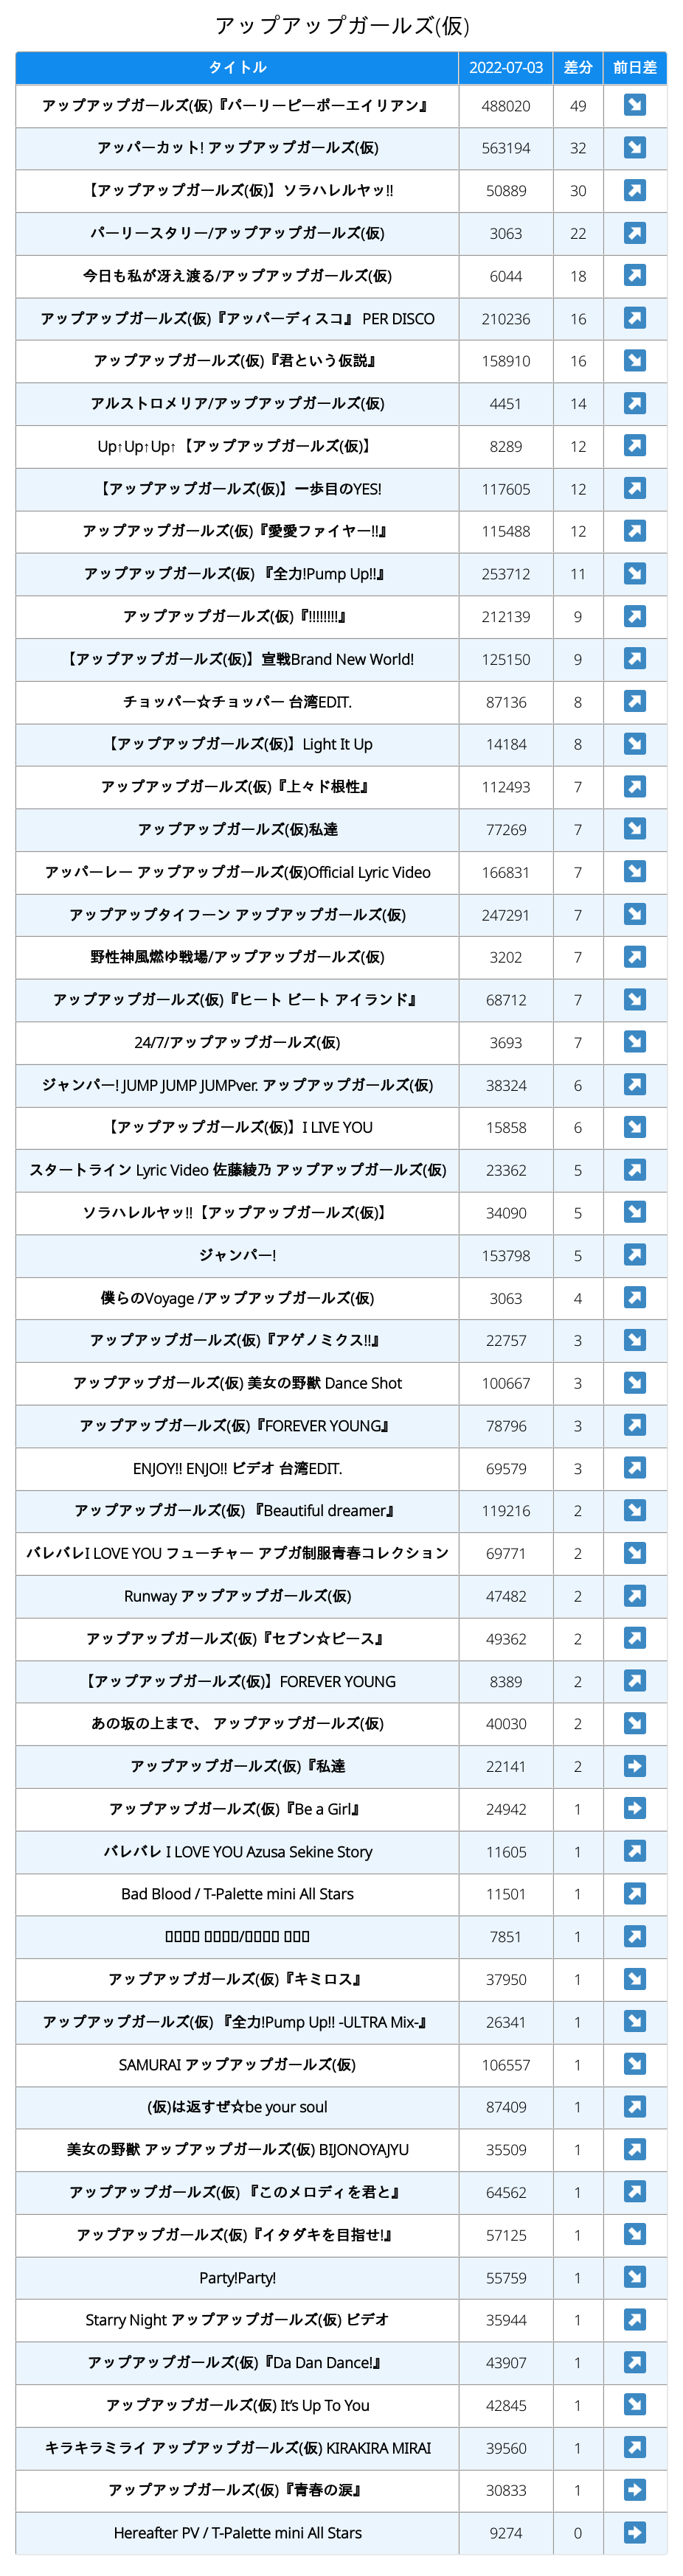 アップアップガールズ(仮)
タイトル 2022-07-03 差分 前日差
アップアップガールズ(仮)『パーリーピーポーエイリアン』 488020 49 ↘
アッパーカット! アップアップガールズ(仮) 563194 32 ↘
【アップアップガールズ(仮)】ソラハレルヤッ!! 50889 30 ↗
パーリースタリー/アップアップガールズ(仮) 3063 22 ↗
今日も私が冴え渡る/アップアップガールズ(仮) 6044 18 ↗
アップアップガールズ(仮)『アッパーディスコ』 PER DISCO 210236 16 ↗
アップアップガールズ(仮)『君という仮説』 158910 16 ↘
アルストロメリア/アップアップガールズ(仮) 4451 14 ↗
Up↑Up↑Up↑【アップアップガールズ(仮)】 8289 12 ↗
【アップアップガールズ(仮)】一歩目のYES! 117605 12 ↗
アップアップガールズ(仮)『愛愛ファイヤー!!』 115488 12 ↗
アップアップガールズ(仮) 『全力!Pump Up!!』 253712 11 ↘
アップアップガールズ(仮)『!!!!!!!!』 212139 9 ↗
【アップアップガールズ(仮)】宣戦Brand New World! 125150 9 ↗
チョッパー☆チョッパー 台湾EDIT. 87136 8 ↗
【アップアップガールズ(仮)】Light It Up 14184 8 ↘
アップアップガールズ(仮)『上々ド根性』 112493 7 ↗
アップアップガールズ(仮)私達 77269 7 ↘
アッパーレー アップアップガールズ(仮)Official Lyric Video 166831 7 ↘
アップアップタイフーン アップアップガールズ(仮) 247291 7 ↘
野性神風燃ゆ戦場/アップアップガールズ(仮) 3202 7 ↗
アップアップガールズ(仮)『ヒート ビート アイランド』 68712 7 ↘
24/7/アップアップガールズ(仮) 3693 7 ↘
ジャンパー! JUMP JUMP JUMPver. アップアップガールズ(仮) 38324 6 ↗
【アップアップガールズ(仮)】I LIVE YOU 15858 6 ↘
スタートライン Lyric Video 佐藤綾乃 アップアップガールズ(仮) 23362 5 ↗
ソラハレルヤッ!!【アップアップガールズ(仮)】 34090 5 ↘
ジャンパー! 153798 5 ↗
僕らのVoyage /アップアップガールズ(仮) 3063 4 ↗
アップアップガールズ(仮)『アゲノミクス!!』 22757 3 ↘
アップアップガールズ(仮) 美女の野獣 Dance Shot 100667 3 ↘
アップアップガールズ(仮)『FOREVER YOUNG』 78796 3 ↗
ENJOY!! ENJO!! ビデオ 台湾EDIT. 69579 3 ↗
アップアップガールズ(仮) 『Beautiful dreamer』 119216 2 ↘
バレバレI LOVE YOU フューチャー アプガ制服青春コレクション 69771 2 ↘
Runway アップアップガールズ(仮) 47482 2 ↗
アップアップガールズ(仮)『セブン☆ピース』 49362 2 ↗
【アップアップガールズ(仮)】FOREVER YOUNG 8389 2 ↗
あの坂の上まで、 アップアップガールズ(仮) 40030 2 ↘
アップアップガールズ(仮)『私達 22141 2 ➡
アップアップガールズ(仮)『Be a Girl』 24942 1 ➡
バレバレ I LOVE YOU Azusa Sekine Story 11605 1 ↗
Bad Blood / T-Palette mini All Stars 11501 1 ↗
▯▯▯▯ ▯▯▯▯/▯▯▯▯ ▯▯▯ 7851 1 ↗
アップアップガールズ(仮)『キミロス』 37950 1 ↘
アップアップガールズ(仮) 『全力!Pump Up!! -ULTRA Mix-』 26341 1 ↘
SAMURAI アップアップガールズ(仮) 106557 1 ↘
(仮)は返すぜ☆be your soul 87409 1 ↗
美女の野獣 アップアップガールズ(仮) BIJONOYAJYU 35509 1 ↗
アップアップガールズ(仮) 『このメロディを君と』 64562 1 ↗
アップアップガールズ(仮)『イタダキを目指せ!』 57125 1 ↘
Party!Party! 55759 1 ↘
Starry Night アップアップガールズ(仮) ビデオ 35944 1 ↗
アップアップガールズ(仮)『Da Dan Dance!』 43907 1 ↗
アップアップガールズ(仮) It's Up To You 42845 1 ↘
キラキラミライ アップアップガールズ(仮) KIRAKIRA MIRAI 39560 1 ↗
アップアップガールズ(仮)『青春の涙』 30833 1 ➡
Hereafter PV / T-Palette mini All Stars 9274 0 ➡